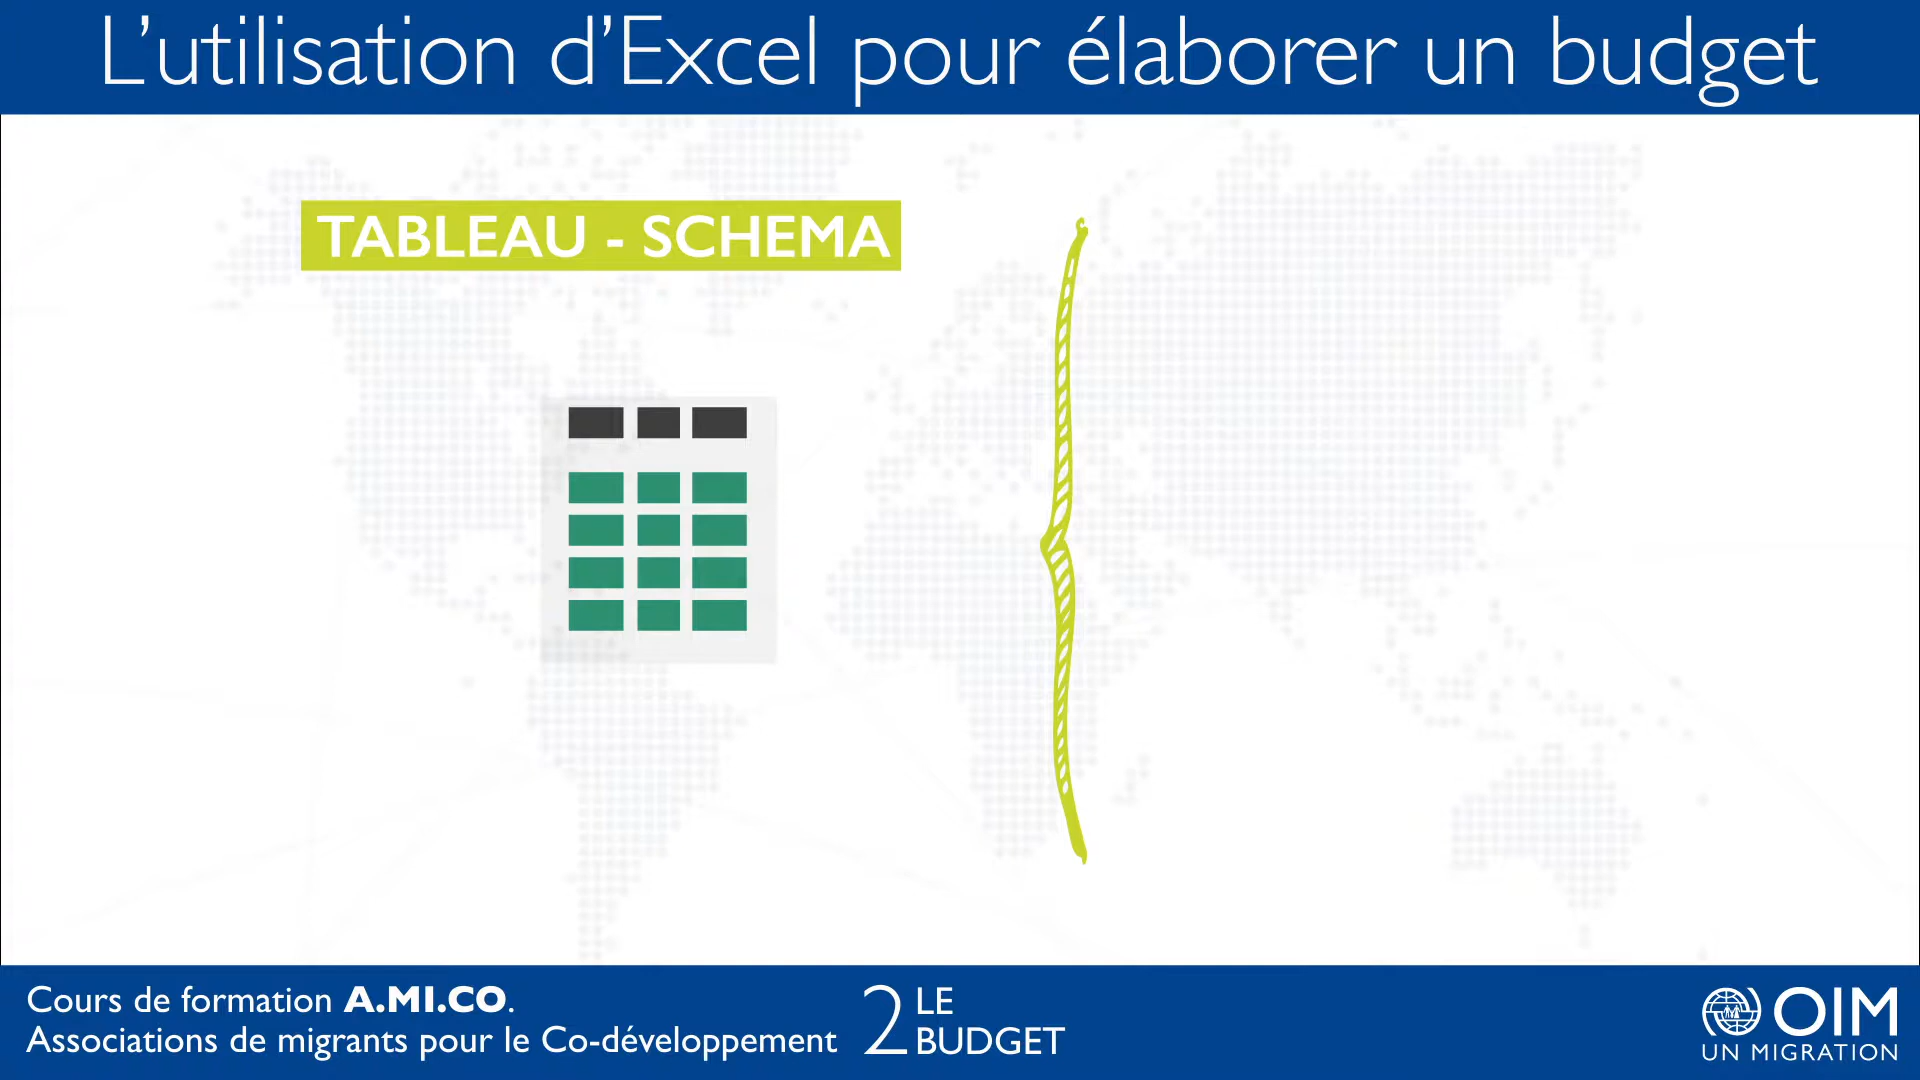 L’utilisation d’Excel pour élaborer un budget
TABLEAU - SCHEMA
Cours de formation A.MI.CO.
Associations de migrants pour le Co-développement
2 LE
BUDGET
OIM
UN MIGRATION